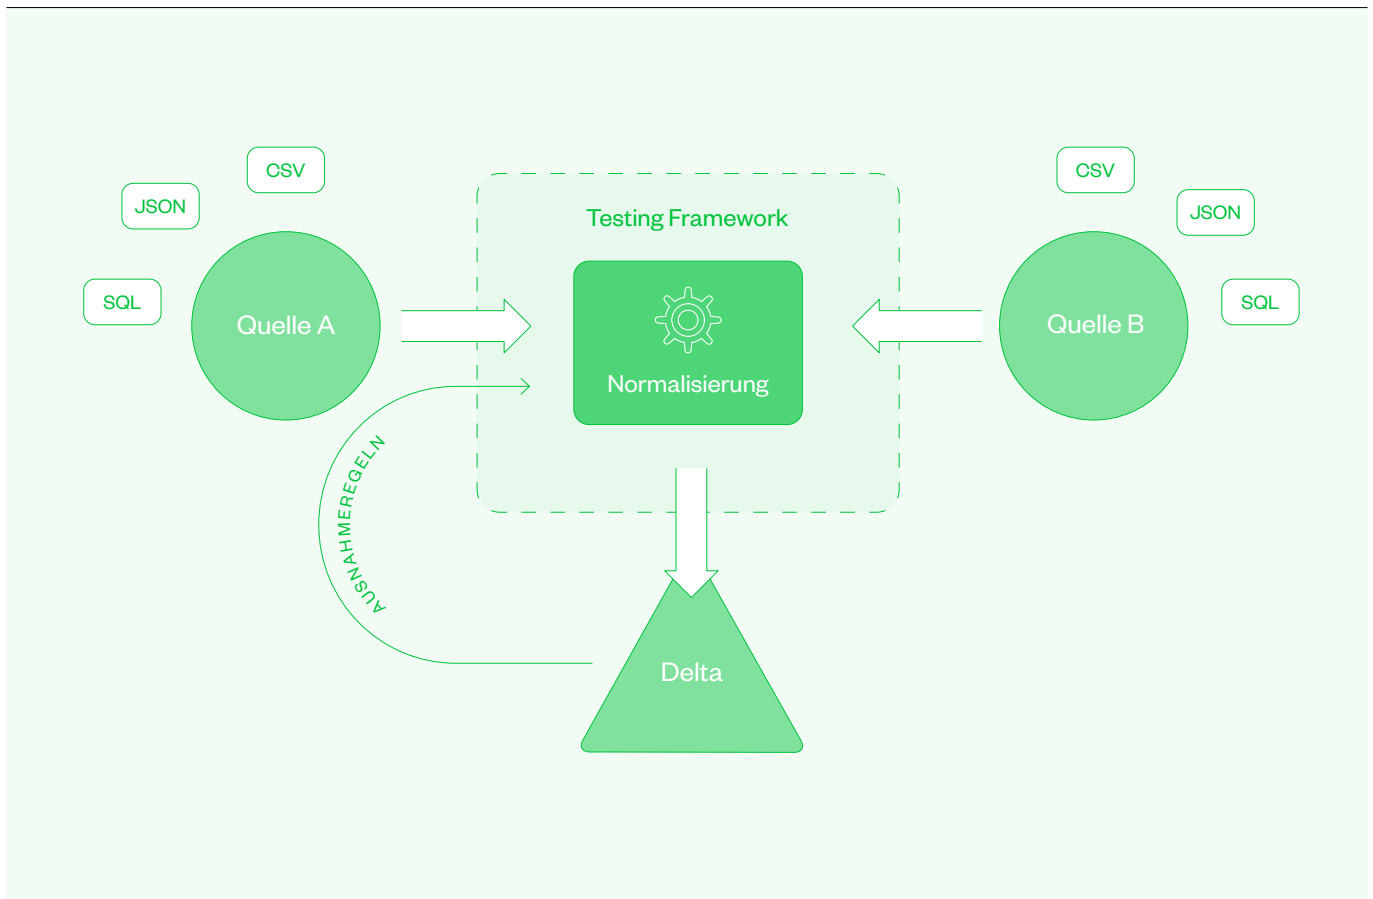 CSV
JSON
SQL
Quelle A
Testing Framework
Normalisierung
CSV
JSON
SQL
Quelle B
AUSNAHMEREGELN
Delta